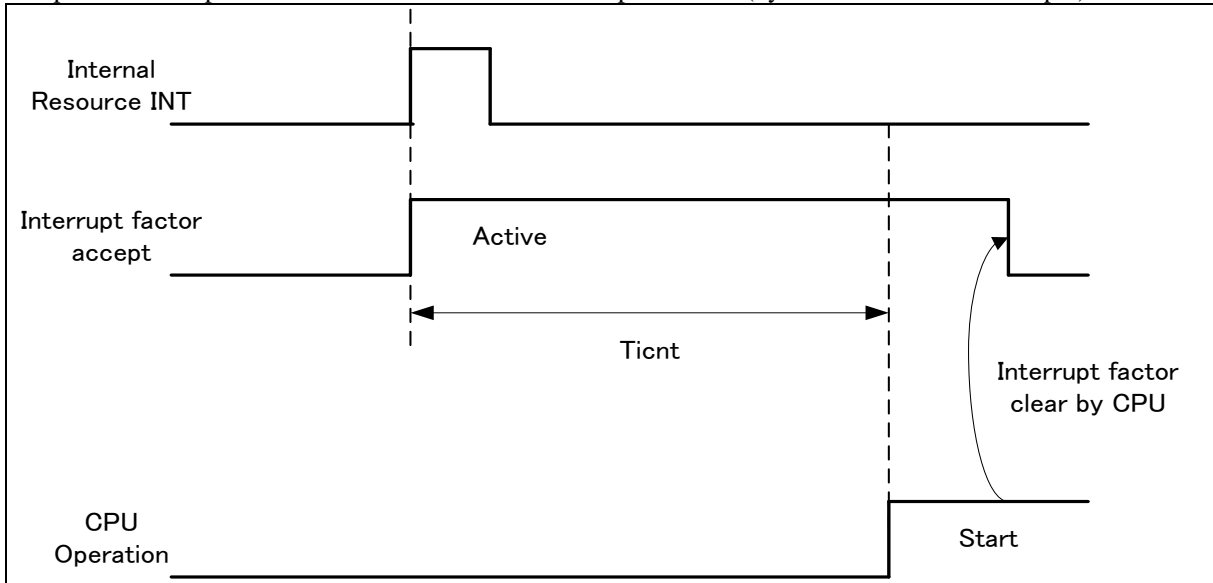 Internal
Resource INT
Interrupt factor
accept
Active
Ticnt
Interrupt factor
clear by CPU
CPU
Operation
Start